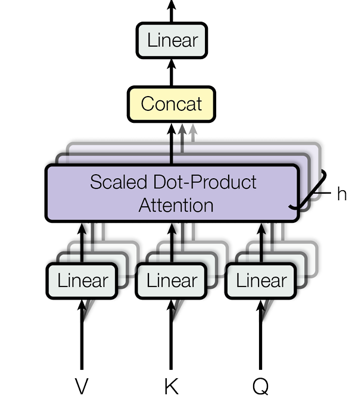 Linear
Concat
Scaled Dot-Product
Attention
h
Linear
Linear
Linear
V
K
Q